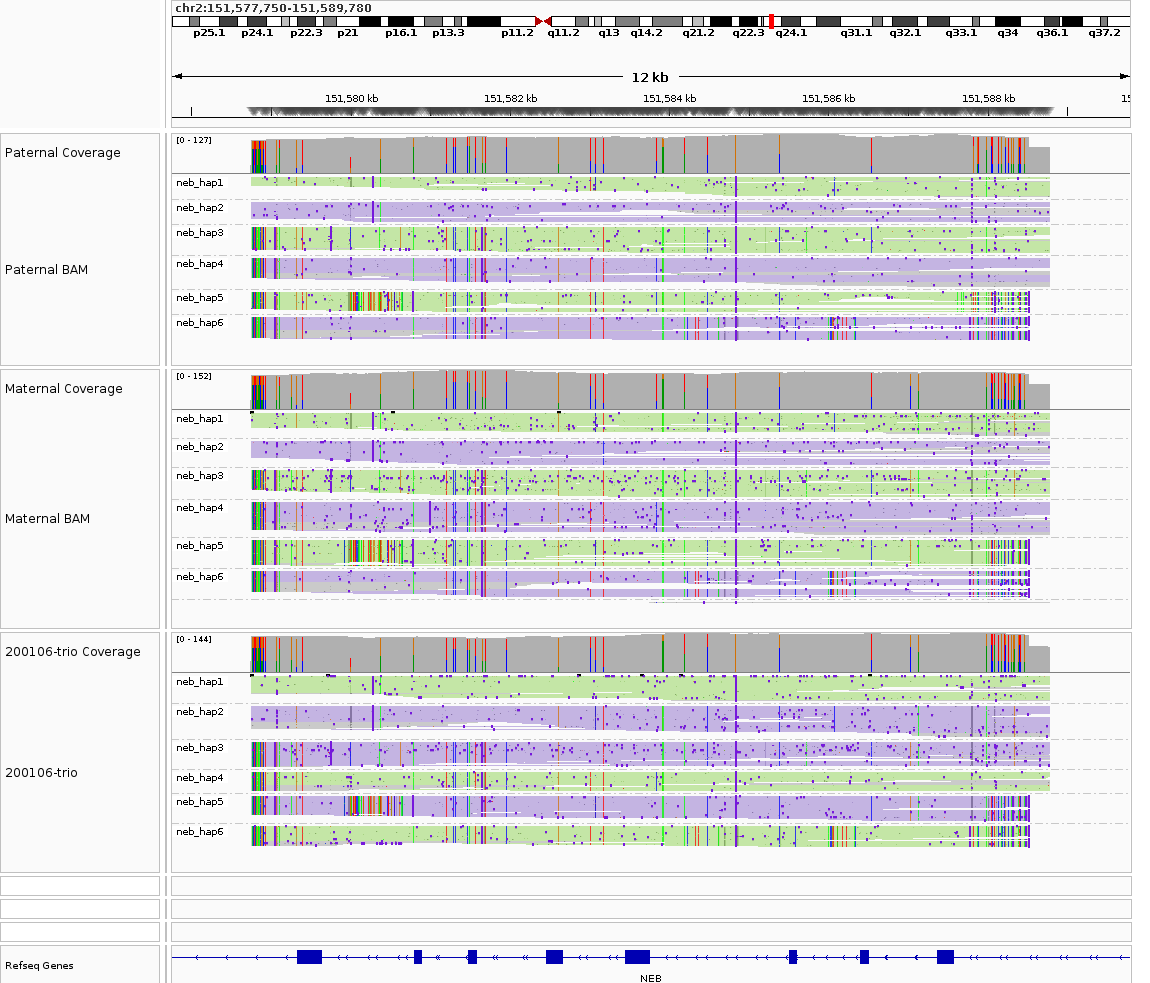 chr2:151,577,750-151,589,780
p25.1 p24.1 p22.3 p21 p16.1 p13.3 p11.2 q11.2 q13 q14.2 q21.2 q22.3 q24.1 q31.1 q32.1 q33.1 q34 q36.1 q37.2
12 kb
151,580 kb 151,582 kb 151,584 kb 151,586 kb 151,588 kb 15
Paternal Coverage
[0 - 127]
Paternal BAM
neb_hap1
neb_hap2
neb_hap3
neb_hap4
neb_hap5
neb_hap6
Maternal Coverage
[0 - 152]
Maternal BAM
neb_hap1
neb_hap2
neb_hap3
neb_hap4
neb_hap5
neb_hap6
200106-trio Coverage
[0 - 144]
200106-trio
neb_hap1
neb_hap2
neb_hap3
neb_hap4
neb_hap5
neb_hap6
Refseq Genes
NEB